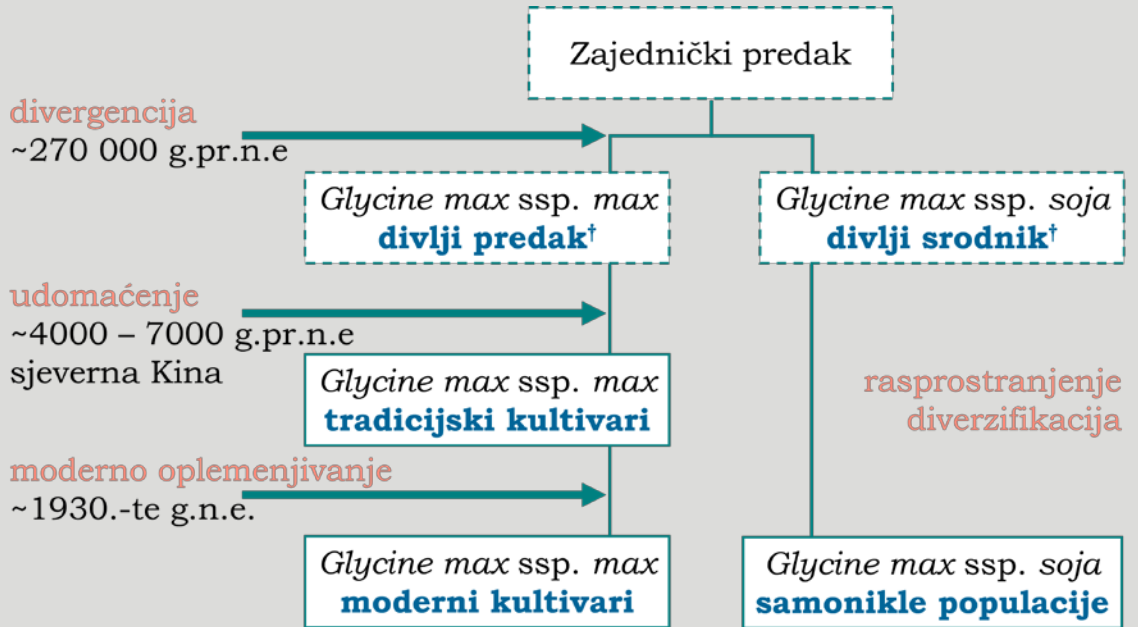 Zajednički predak
divergencija
~270 000 g.pr.n.e
Glycine max ssp. max
divlji predak†
Glycine max ssp. soja
divlji srodnik†
udomaćenje
~4000 – 7000 g.pr.n.e
sjeverna Kina
Glycine max ssp. max
tradicijski kultivari
rasprostranjenje
diverzifikacija
moderno oplemenjivanje
~1930.-te g.n.e.
Glycine max ssp. max
moderni kultivari
Glycine max ssp. soja
samonikle populacije